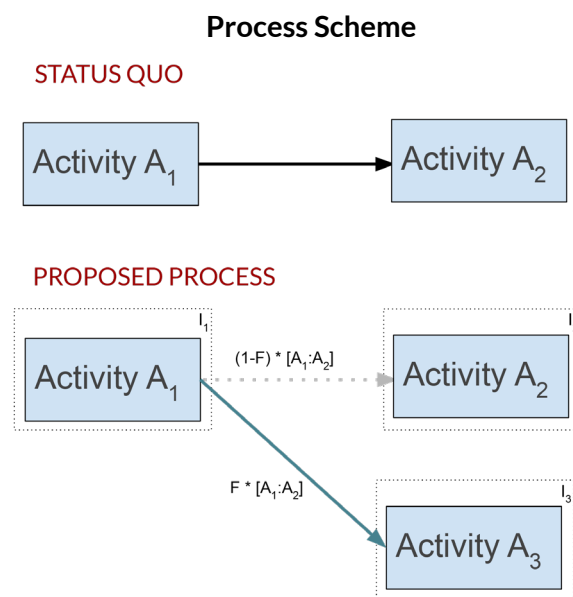 Process Scheme
STATUS QUO
Activity A₁
Activity A₂
PROPOSED PROCESS
I₁
I
Activity A₁
(1-F) * [A₁:A₂]
Activity A₂
F * [A₁:A₂]
I₃
Activity A₃